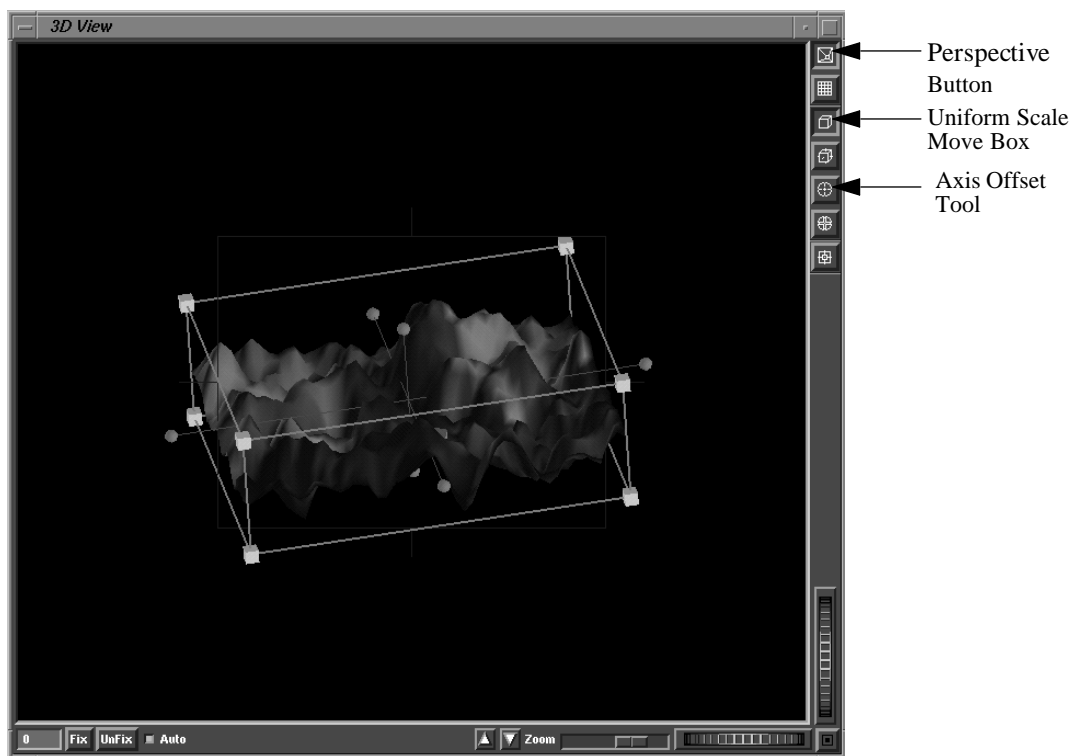 3D View
Perspective
Button
Uniform Scale
Move Box
Axis Offset
Tool
0
Fix
UnFix
Auto
Zoom